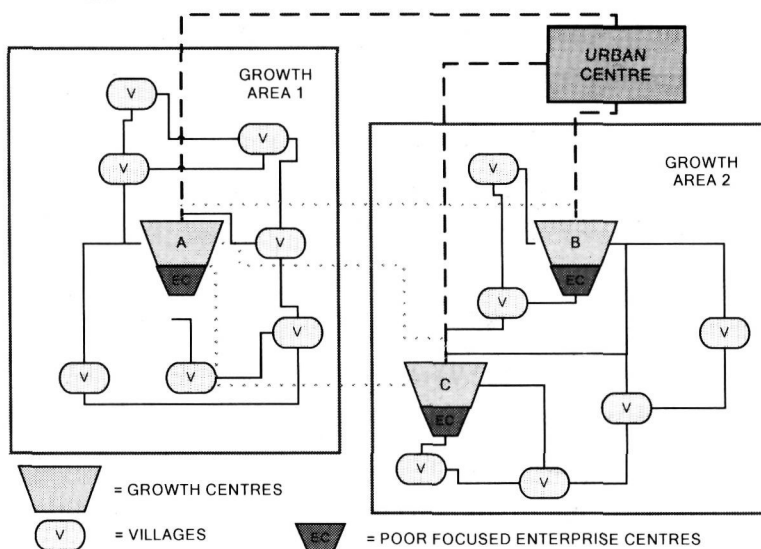 GROWTH
AREA 1
URBAN
CENTRE
V
V
V
GROWTH
AREA 2
V
A
EC
V
B
EC
V
V
V
V
V
C
EC
V
V
V
EC
= GROWTH CENTRES
V
= VILLAGES
EC
= POOR FOCUSED ENTERPRISE CENTRES